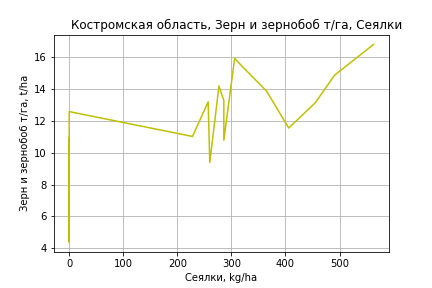 Костромская область, Зерн и зернобоб т/га, Сеялки
16
14
12
10
8
6
4
Зерн и зернобоб т/га, t/ha
0 100 200 300 400 500
Сеялки, kg/ha